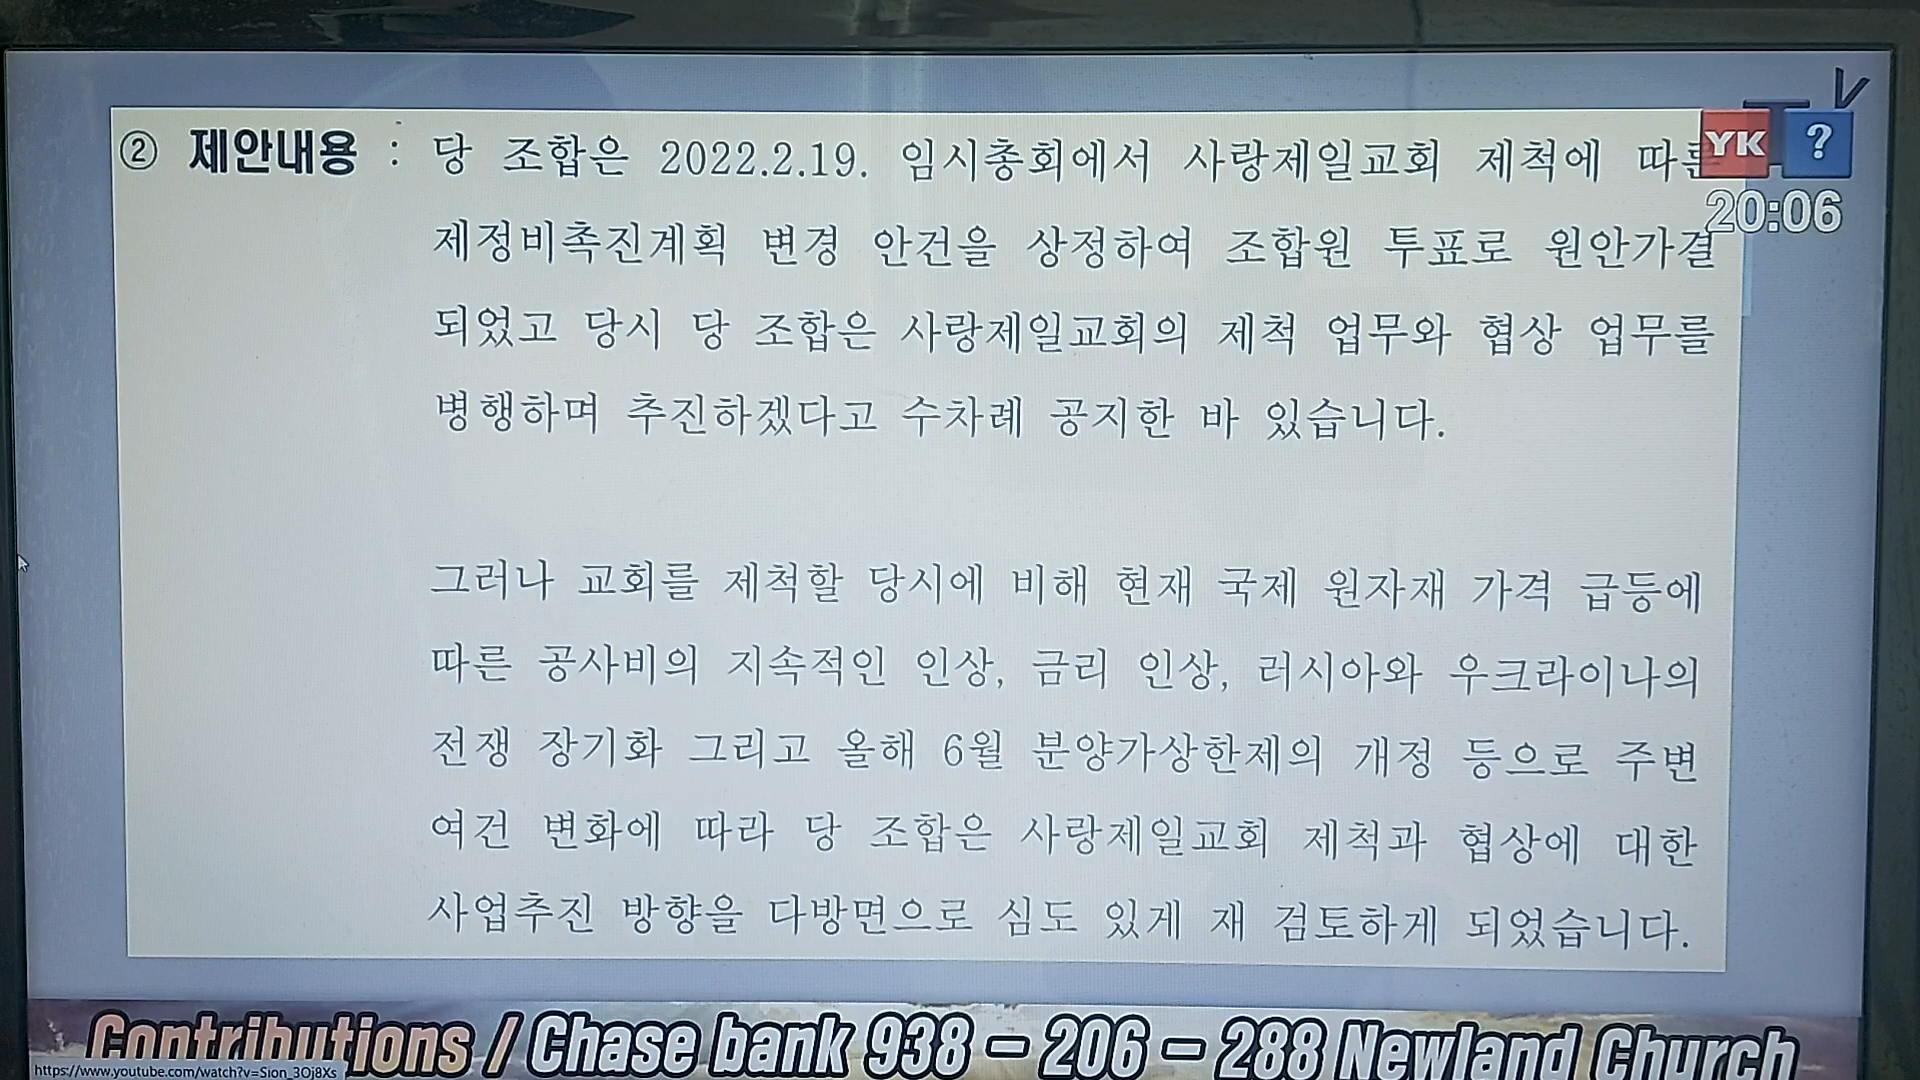 ② 제안내용 : 당 조합은 2022.2.19. 임시총회에서 사랑제일교회 제척에 따른
제정비촉진계획 변경 안건을 상정하여 조합원 투표로 원안가결
되었고 당시 당 조합은 사랑제일교회의 제척 업무와 협상 업무를
병행하며 추진하겠다고 수차례 공지한 바 있습니다.
그러나 교회를 제척할 당시에 비해 현재 국제 원자재 가격 급등에
따른 공사비의 지속적인 인상, 금리 인상, 러시아와 우크라이나의
전쟁 장기화 그리고 올해 6월 분양가상한제의 개정 등으로 주변
여건 변화에 따라 당 조합은 사랑제일교회 제척과 협상에 대한
사업추진 방향을 다방면으로 심도 있게 재 검토하게 되었습니다.
TV
YK ?
20:06
Contributions / Chase bank 938 - 206 - 288 Newland Church
https://www.youtube.com/watch?v=Sion_3Oj8Xs